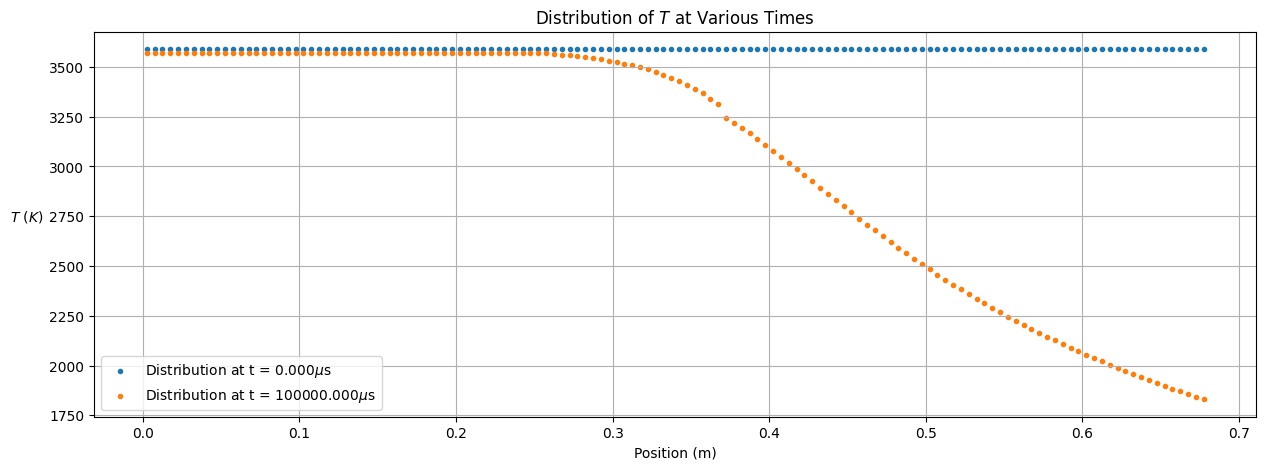 Distribution of T at Various Times
T (K)
3500
3250
3000
2750
2500
2250
2000
1750
Distribution at t = 0.000μs
Distribution at t = 100000.000μs
0.0 0.1 0.2 0.3 0.4 0.5 0.6 0.7
Position (m)